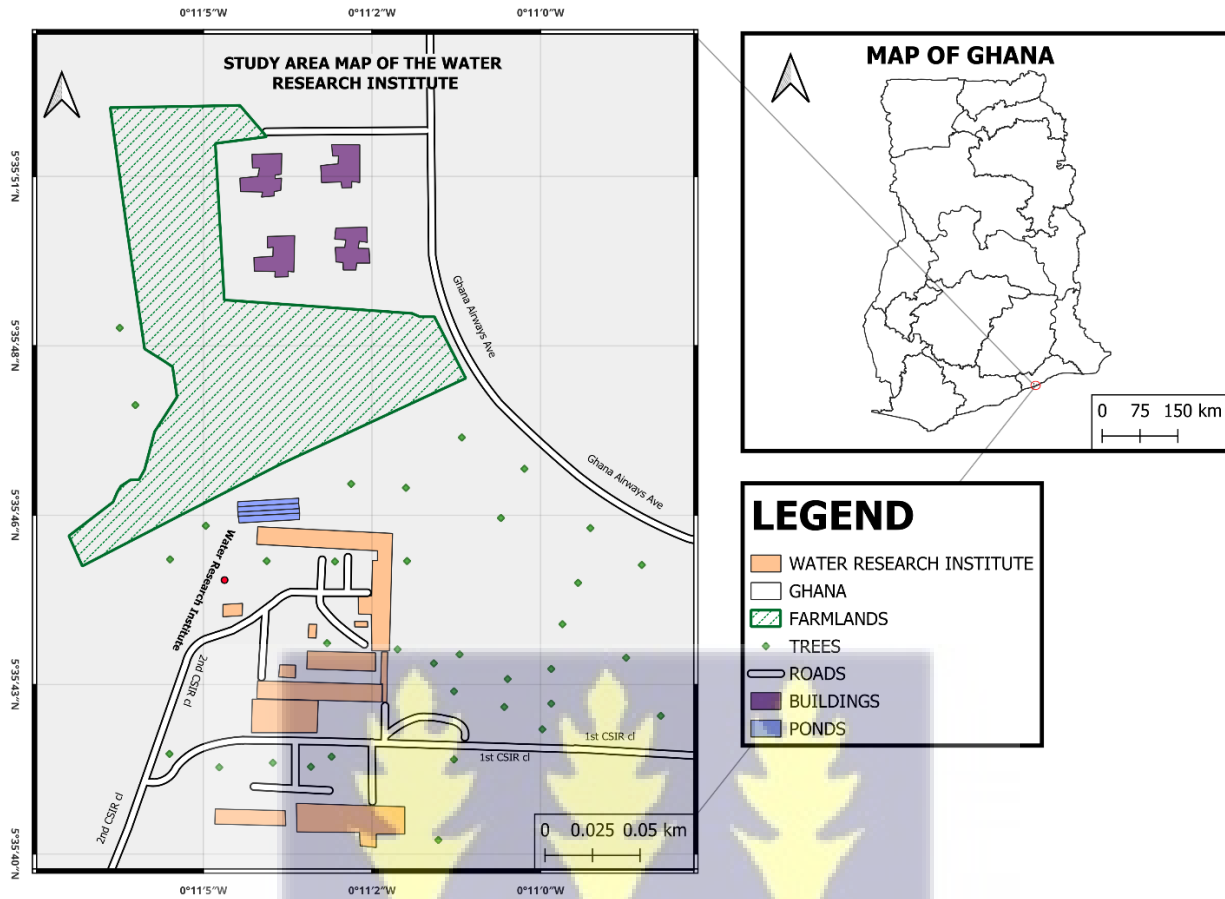 0°11'5''W 0°11'2''W 0°11'0''W
STUDY AREA MAP OF THE WATER
RESEARCH INSTITUTE
5°35'51''N
5°35'48''N
5°35'46''N
5°35'43''N
5°35'40''N
Ghana Airways Ave
Ghana Airways Ave
Water Research Institute
2nd CSIR cl
2nd CSIR cl
1st CSIR cl
1st CSIR cl
0 0.025 0.05 km
0°11'5''W 0°11'2''W 0°11'0''W
MAP OF GHANA
0 75 150 km
LEGEND
WATER RESEARCH INSTITUTE
GHANA
FARMLANDS
TREES
ROADS
BUILDINGS
PONDS